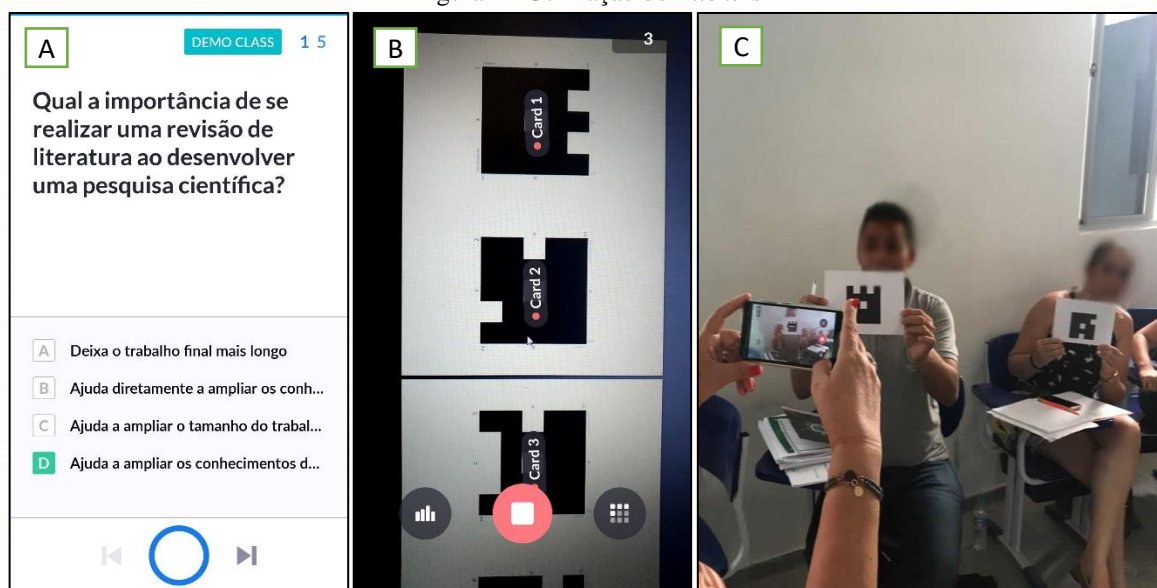 A
DEMO CLASS 1 5
Qual a importância de se
realizar uma revisão de
literatura ao desenvolver
uma pesquisa científica?
A Deixa o trabalho final mais longo
B Ajuda diretamente a ampliar os conh...
C Ajuda a ampliar o tamanho do trabal...
D Ajuda a ampliar os conhecimentos d...
B
3
Card 1
Card 2
Card 3
C